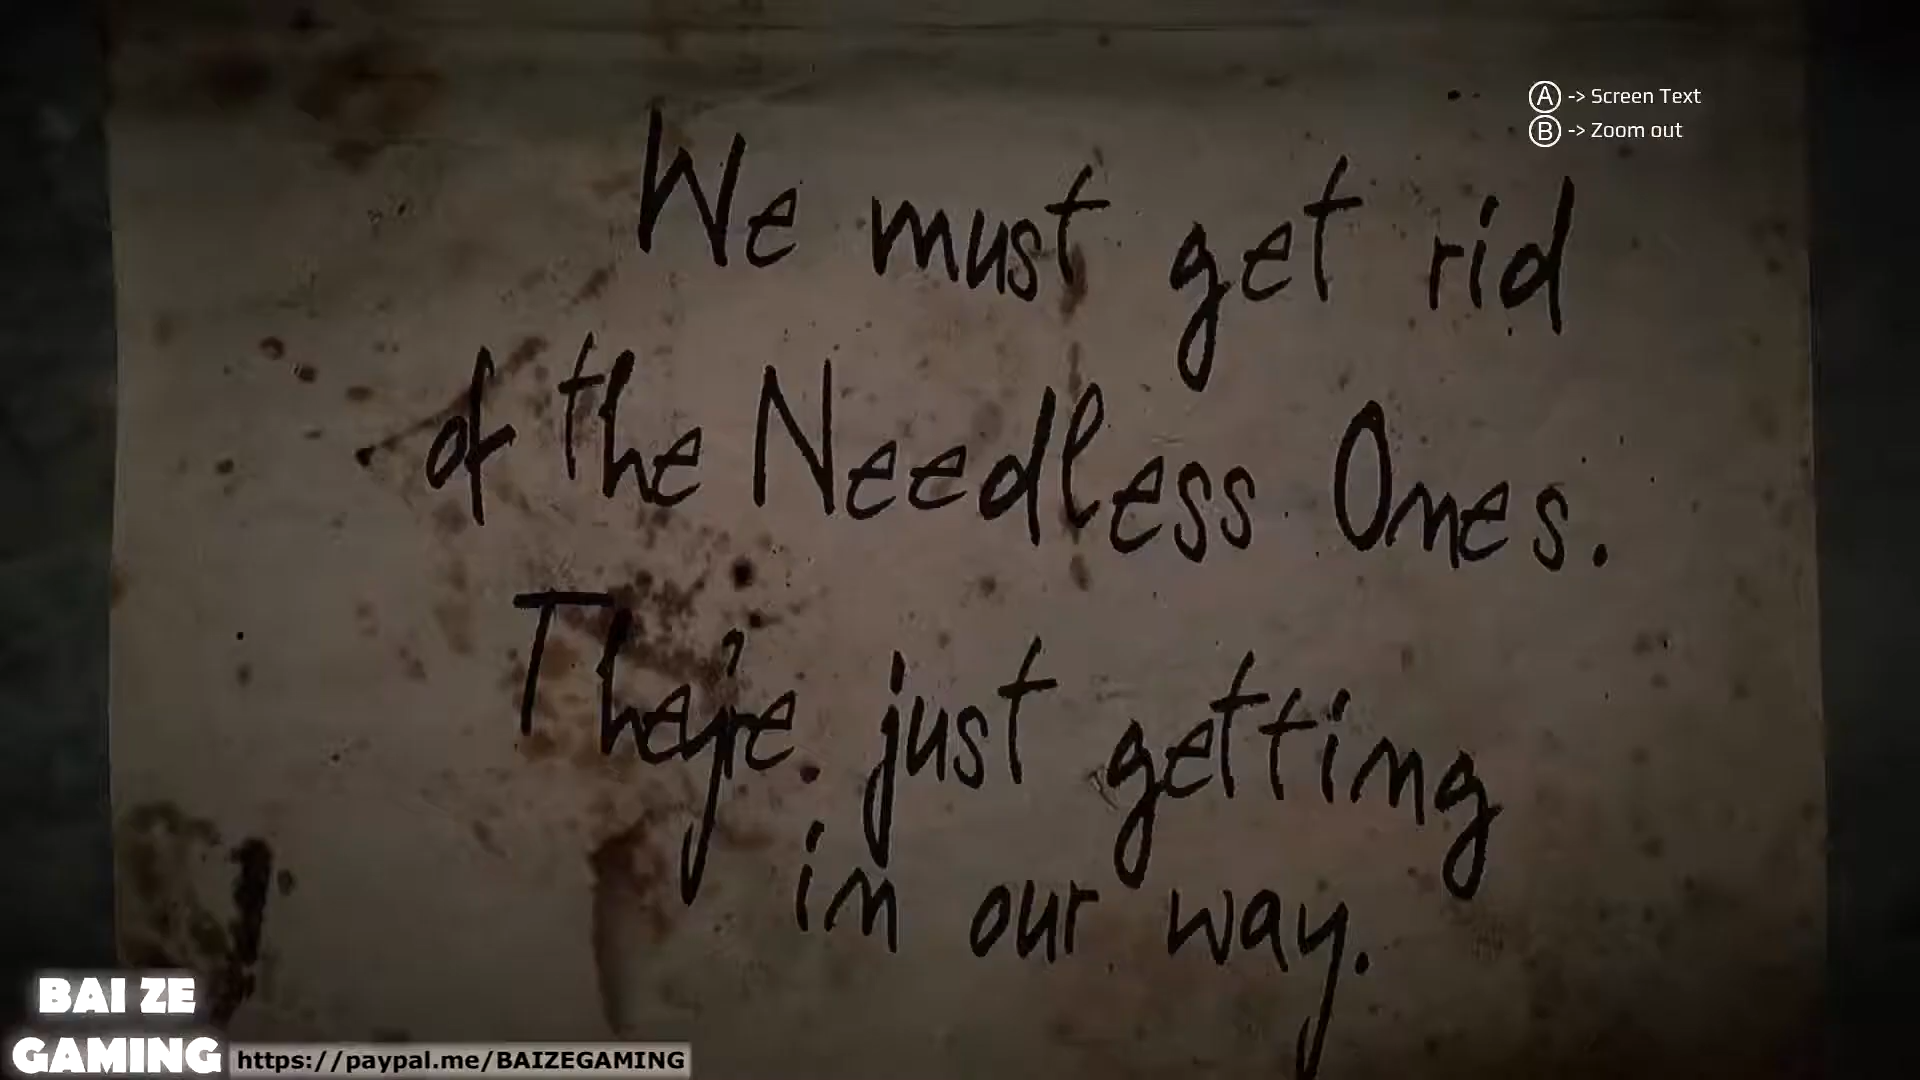 A -> Screen Text
B -> Zoom out
We must get rid
of the Needless Ones.
They're just getting
in our way.
BAI ZE
GAMING
https://paypal.me/BAIZEGAMING